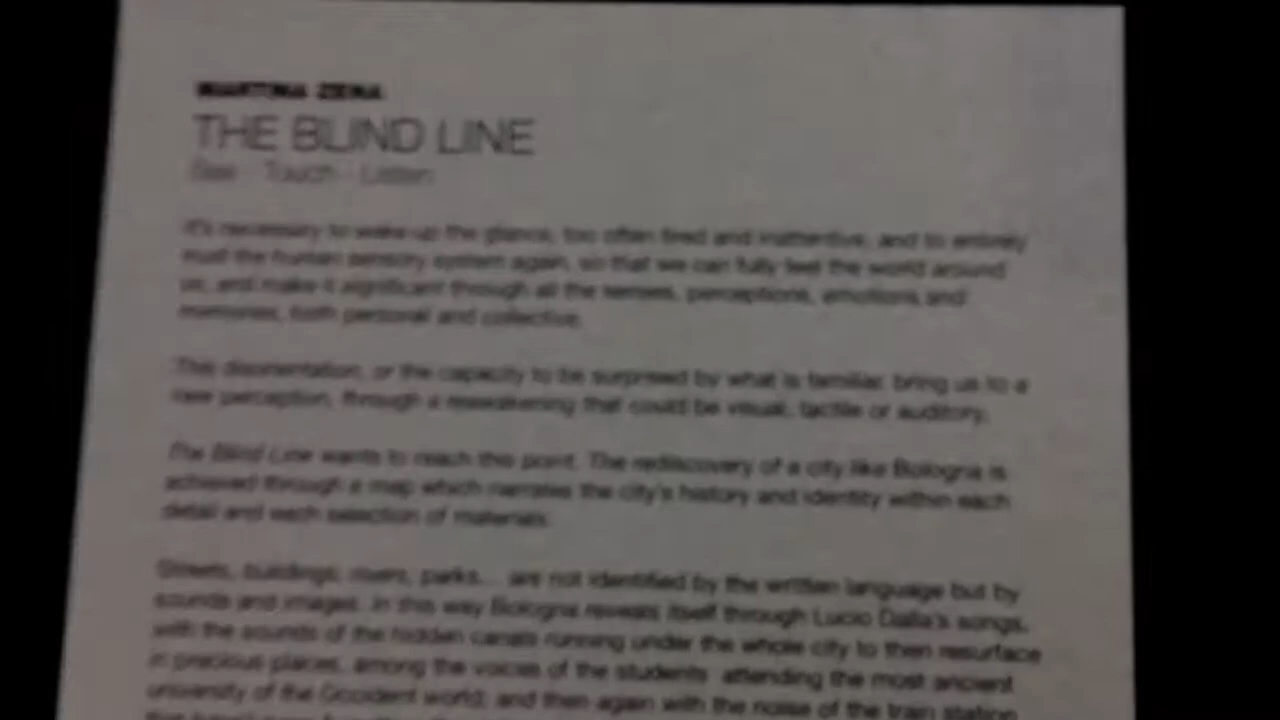 MARTINA ZENA
THE BLIND LINE
See - Touch - Listen
It's necessary to wake up the glance, too often tired and inattentive, and to entirely
trust the human sensory system again, so that we can fully feel the world around
us, and make it significant through all the senses, perceptions, emotions and
memories, both personal and collective.
This disorientation, or the capacity to be surprised by what is familiar, bring us to a
new perception, through a reawakening that could be visual, tactile or auditory.
The Blind Line wants to reach this point. The rediscovery of a city like Bologna is
achieved through a map which narrates the city's history and identity within each
detail and each selection of materials.
Streets, buildings, rivers, parks... are not identified by the written language but by
sounds and images. In this way Bologna reveals itself through Lucio Dalla's songs,
with the sounds of the hidden canals running under the whole city to then resurface
in precious places, among the voices of the students attending the most ancient
university of the Occident world; and then again with the noise of the train station